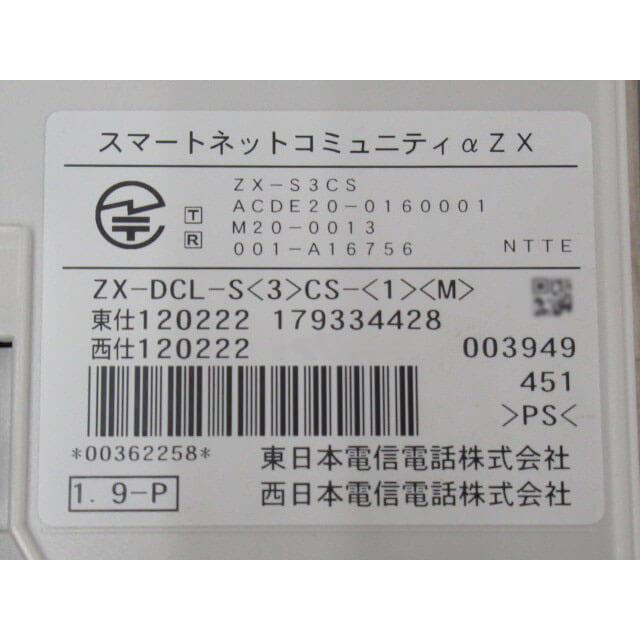 スマートネットコミュニティαZX
ZX-S3CS
T ACDE20-0160001
M20-0013
R 001-A16756 NTTE
ZX-DCL-S<3>CS-<1><M>
東仕120222 179334428
西仕120222 003949
451
>PS<
*00362258* 東日本電信電話株式会社
1.9-P 西日本電信電話株式会社